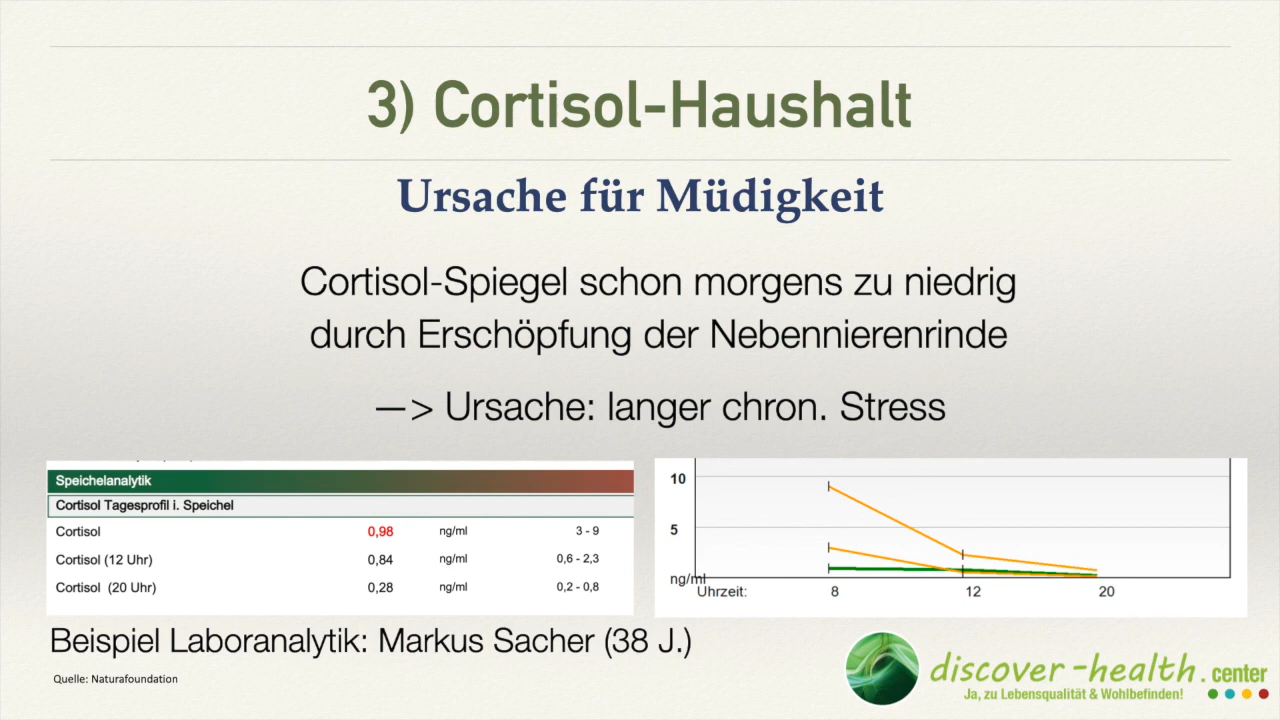 3) Cortisol-Haushalt
Ursache für Müdigkeit
Cortisol-Spiegel schon morgens zu niedrig
durch Erschöpfung der Nebennierenrinde
—> Ursache: langer chron. Stress
Speichelanalytik
Cortisol Tagesprofil i. Speichel
Cortisol 0,98 ng/ml 3 - 9
Cortisol (12 Uhr) 0,84 ng/ml 0,6 - 2,3
Cortisol (20 Uhr) 0,28 ng/ml 0,2 - 0,8
10
5
ng/ml
Uhrzeit: 8 12 20
Beispiel Laboranalytik: Markus Sacher (38 J.)
Quelle: Naturafoundation
discover-health.center
Ja, zu Lebensqualität & Wohlbefinden!